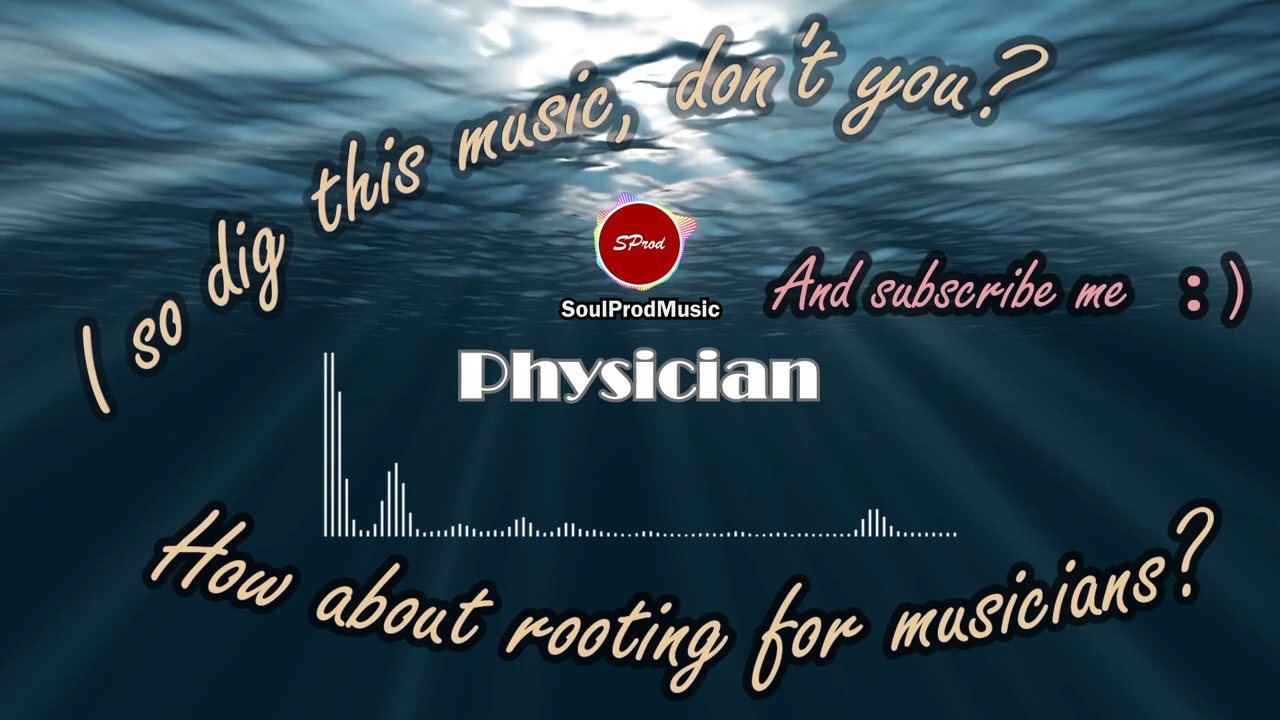 I so dig this music, don't you?
SProd
SoulProdMusic
And subscribe me :)
Physician
How about rooting for musicians?